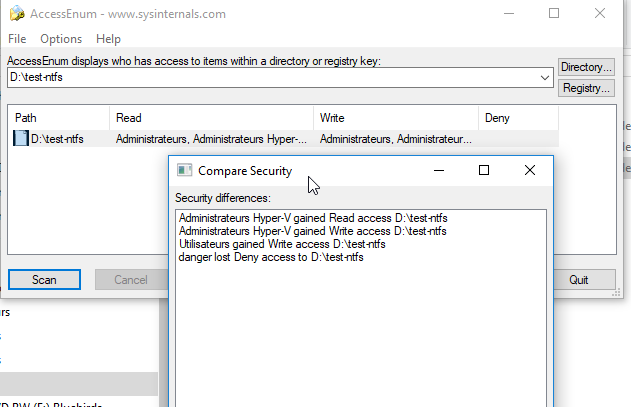 AccessEnum - www.sysinternals.com
File Options Help
AccessEnum displays who has access to items within a directory or registry key:
D:\test-ntfs
Directory...
Registry...
Path Read Write Deny
D:\test-ntfs Administrateurs, Administrateurs Hyper-... Administrateurs, Administrateur...
Compare Security
Security differences:
Administrateurs Hyper-V gained Read access D:\test-ntfs
Administrateurs Hyper-V gained Write access D:\test-ntfs
Utilisateurs gained Write access D:\test-ntfs
danger lost Deny access to D:\test-ntfs
Scan Cancel Quit